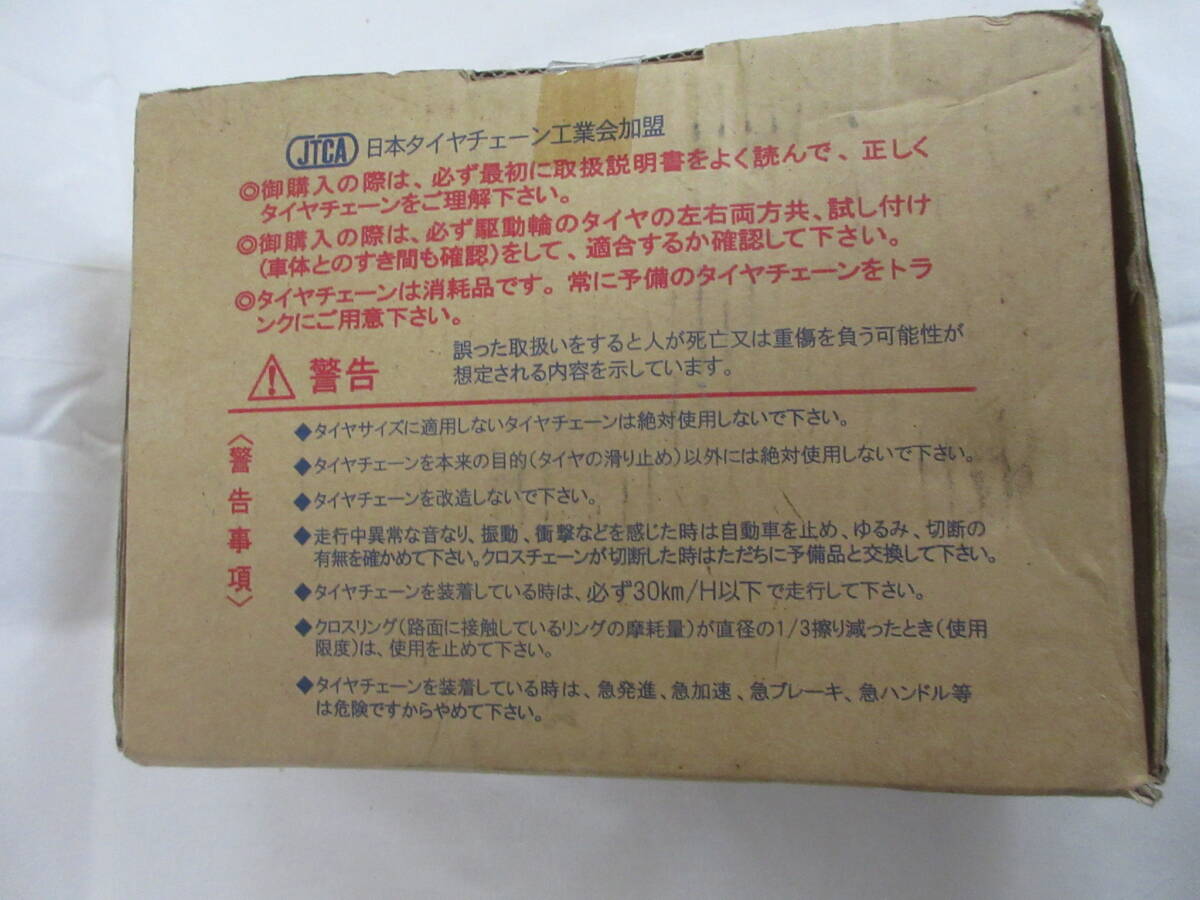 JTCA 日本タイヤチェーン工業会加盟
◎御購入の際は、必ず最初に取扱説明書をよく読んで、正しく
タイヤチェーンをご理解下さい。
◎御購入の際は、必ず駆動輪のタイヤの左右両方共、試し付け
(車体とのすき間も確認)をして、適合するか確認して下さい。
◎タイヤチェーンは消耗品です。常に予備のタイヤチェーンをトラ
ンクにご用意下さい。
警告
誤った取扱いをすると人が死亡又は重傷を負う可能性が
想定される内容を示しています。
〈警告事項〉
◆タイヤサイズに適用しないタイヤチェーンは絶対使用しないで下さい。
◆タイヤチェーンを本来の目的(タイヤの滑り止め)以外には絶対使用しないで下さい。
◆タイヤチェーンを改造しないで下さい。
◆走行中異常な音なり、振動、衝撃などを感じた時は自動車を止め、ゆるみ、切断の
有無を確かめて下さい。クロスチェーンが切断した時はただちに予備品と交換して下さい。
◆タイヤチェーンを装着している時は、必ず30km/H以下で走行して下さい。
◆クロスリング(路面に接触しているリングの摩耗量)が直径の1/3擦り減ったとき(使用
限度)は、使用を止めて下さい。
◆タイヤチェーンを装着している時は、急発進、急加速、急ブレーキ、急ハンドル等
は危険ですからやめて下さい。